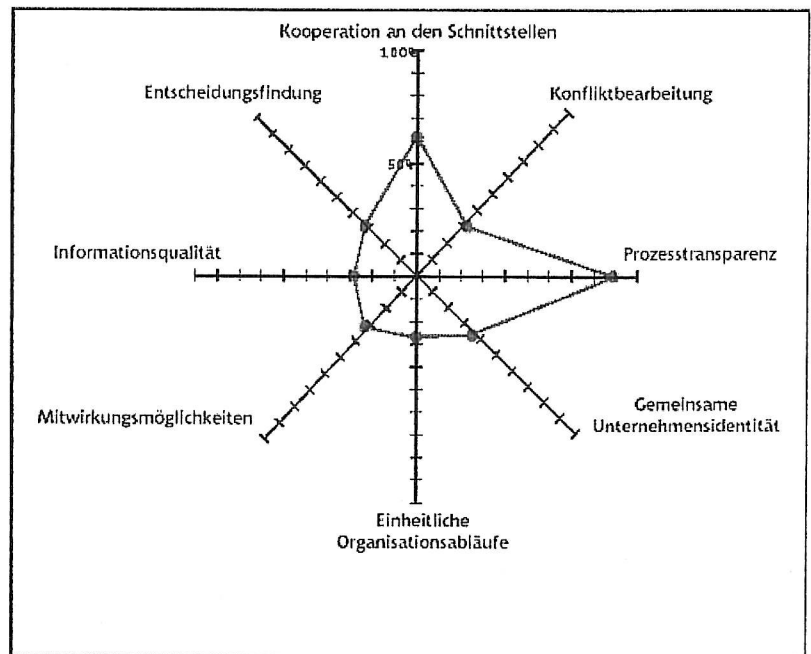 Kooperation an den Schnittstellen
100%
Entscheidungsfindung
Konfliktbearbeitung
50%
Informationsqualität
Prozesstransparenz
Mitwirkungsmöglichkeiten
Gemeinsame
Unternehmensidentität
Einheitliche
Organisationsabläufe